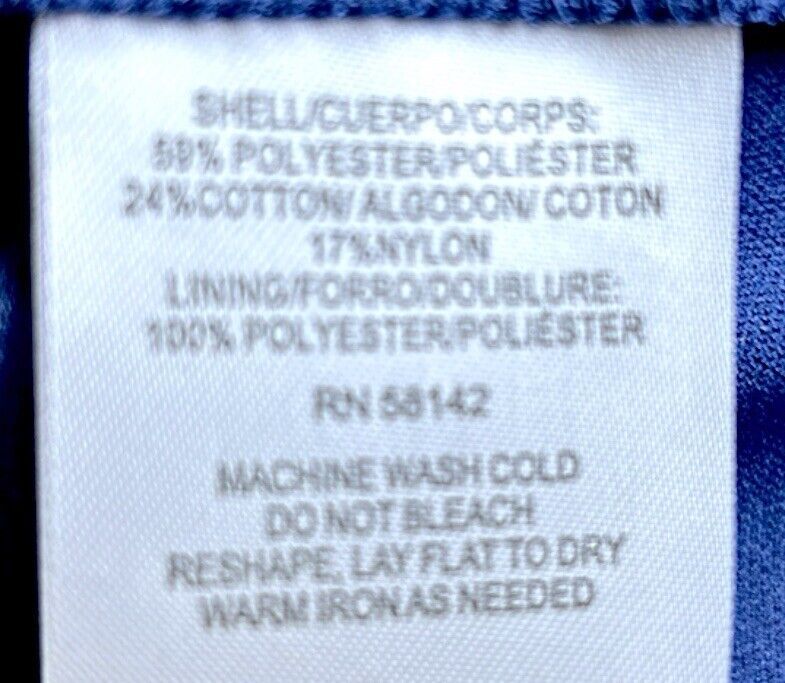 SHELL/CUERPO/CORPS:
59% POLYESTER/POLIÉSTER
24%COTTON/ALGODON/COTON
17%NYLON
LINING/FORRO/DOUBLURE:
100% POLYESTER/POLIÉSTER
RN 58142
MACHINE WASH COLD
DO NOT BLEACH
RESHAPE, LAY FLAT TO DRY
WARM IRON AS NEEDED